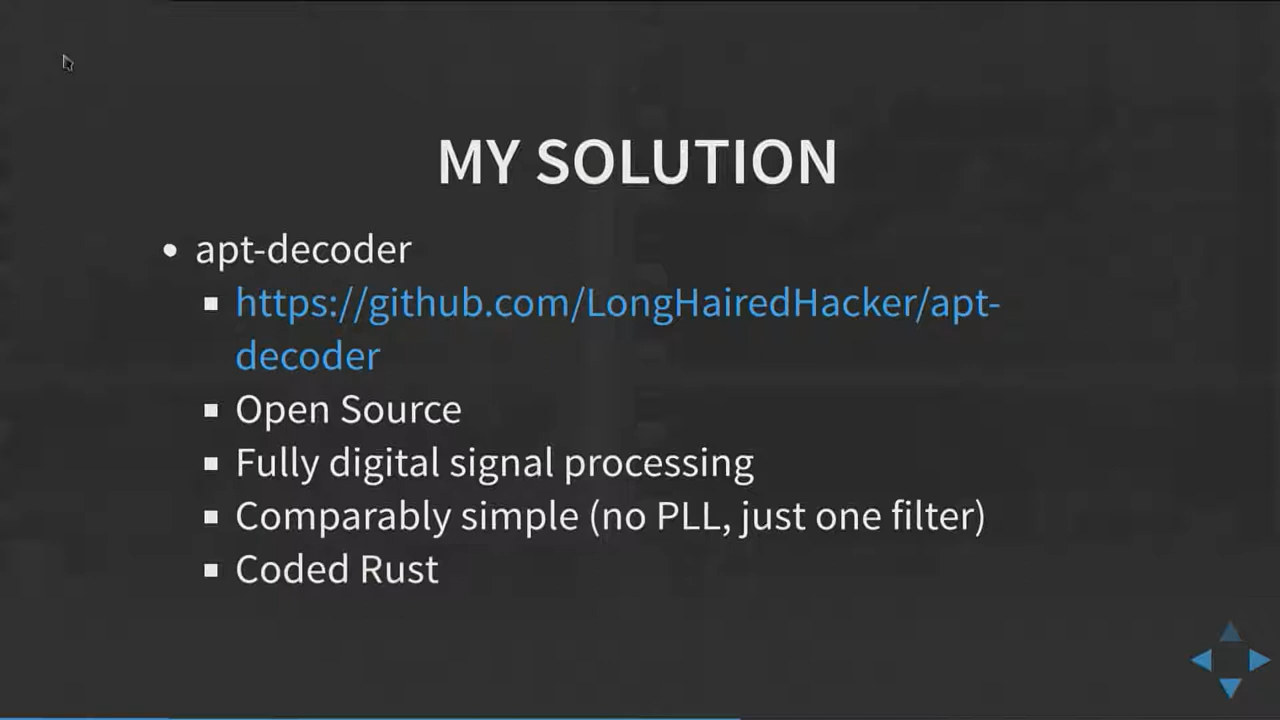 MY SOLUTION
apt-decoder
https://github.com/LongHairedHacker/apt-
decoder
Open Source
Fully digital signal processing
Comparably simple (no PLL, just one filter)
Coded Rust